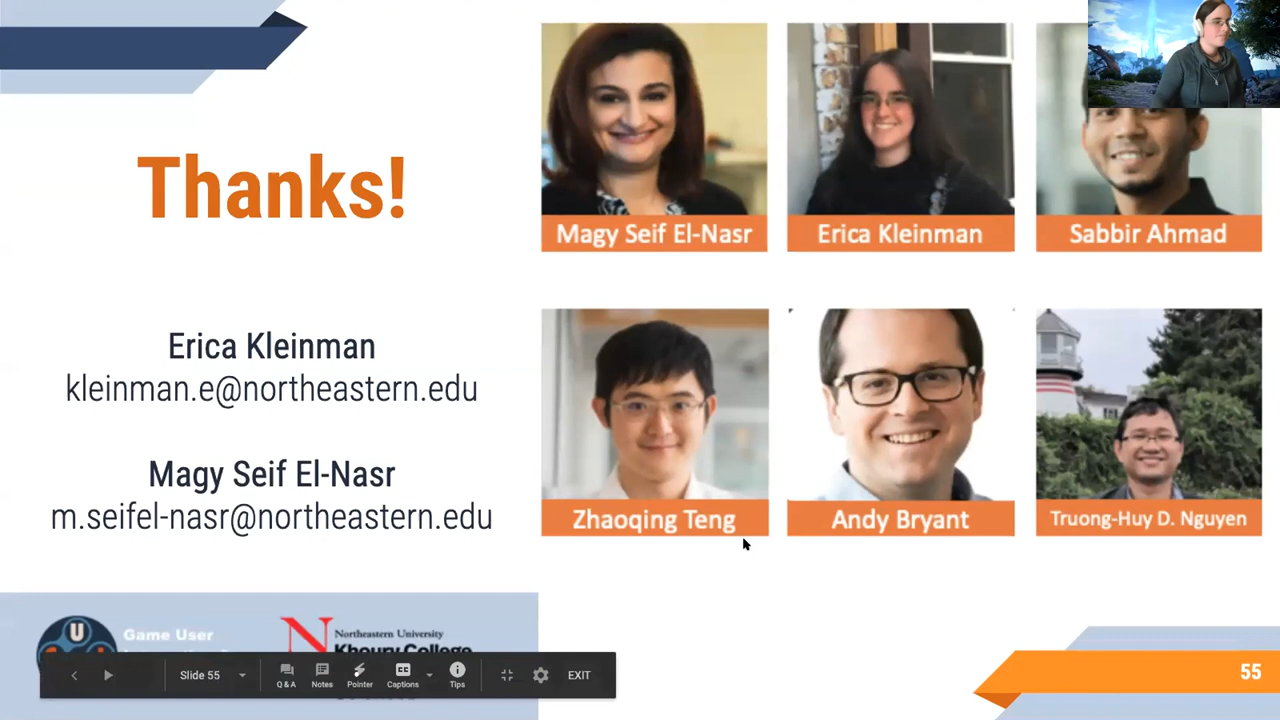 Thanks!
Erica Kleinman
kleinman.e@northeastern.edu
Magy Seif El-Nasr
m.seifel-nasr@northeastern.edu
Magy Seif El-Nasr
Erica Kleinman
Sabbir Ahmad
Zhaoqing Teng
Andy Bryant
Truong-Huy D. Nguyen
U
Game User
N
Northeastern University
Khoury College
Slide 55
Q & A
Notes
Pointer
CC
Captions
Tips
EXIT
55